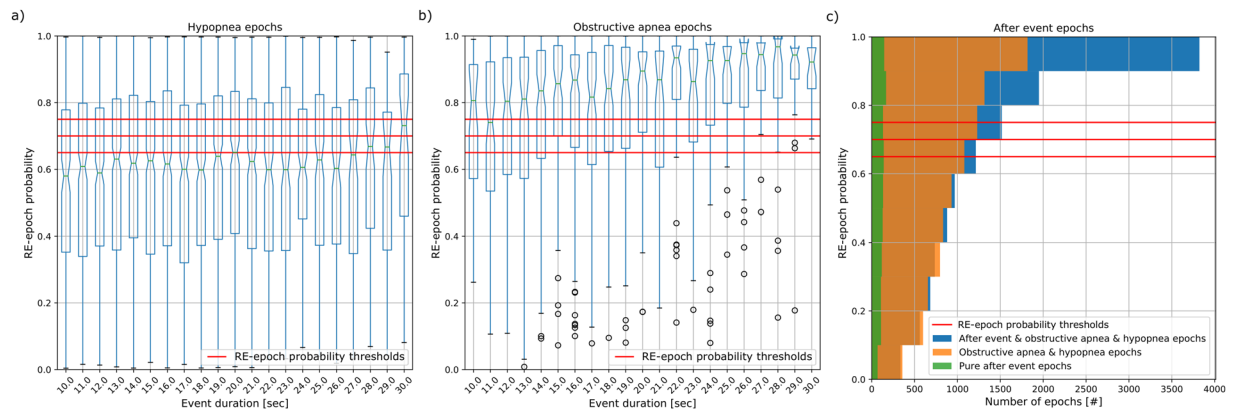 a)
Hypopnea epochs
RE-epoch probability
1.0
0.8
0.6
0.4
0.2
0.0
RE-epoch probability thresholds
10.0 11.0 12.0 13.0 14.0 15.0 16.0 17.0 18.0 19.0 20.0 21.0 22.0 23.0 24.0 25.0 26.0 27.0 28.0 29.0 30.0
Event duration [sec]
b)
Obstructive apnea epochs
RE-epoch probability
1.0
0.8
0.6
0.4
0.2
0.0
RE-epoch probability thresholds
10.0 11.0 12.0 13.0 14.0 15.0 16.0 17.0 18.0 19.0 20.0 21.0 22.0 23.0 24.0 25.0 26.0 27.0 28.0 29.0 30.0
Event duration [sec]
c)
After event epochs
RE-epoch probability
1.0
0.8
0.6
0.4
0.2
0.0
RE-epoch probability thresholds
After event & obstructive apnea & hypopnea epochs
Obstructive apnea & hypopnea epochs
Pure after event epochs
0 500 1000 1500 2000 2500 3000 3500 4000
Number of epochs [#]